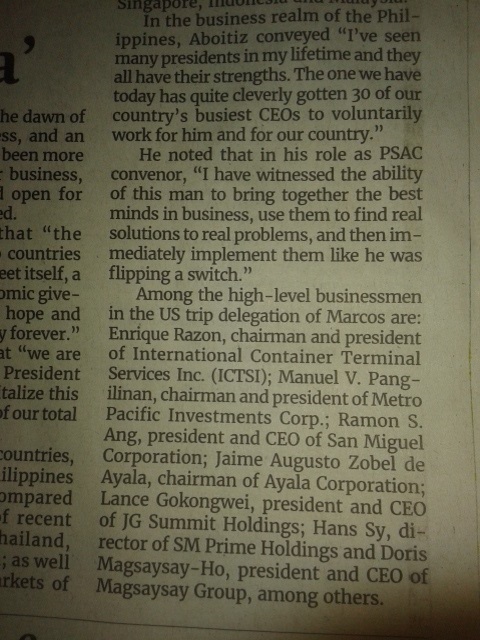 a’
he dawn of
ss, and an
been more
business,
open for
ed.
that “the
countries
eet itself, a
omic give-
hope and
y forever.”
at “we are
President
talize this
of our total
countries,
ilippines
ompared
f recent
hailand,
; as well
rkets of
Singapore, Indonesia and Malaysia.
In the business realm of the Phil-
ippines, Aboitiz conveyed “I’ve seen
many presidents in my lifetime and they
all have their strengths. The one we have
today has quite cleverly gotten 30 of our
country’s busiest CEOs to voluntarily
work for him and for our country.”
He noted that in his role as PSAC
convenor, “I have witnessed the ability
of this man to bring together the best
minds in business, use them to find real
solutions to real problems, and then im-
mediately implement them like he was
flipping a switch.”
Among the high-level businessmen
in the US trip delegation of Marcos are:
Enrique Razon, chairman and president
of International Container Terminal
Services Inc. (ICTSI); Manuel V. Pang-
ilinan, chairman and president of Metro
Pacific Investments Corp.; Ramon S.
Ang, president and CEO of San Miguel
Corporation; Jaime Augusto Zobel de
Ayala, chairman of Ayala Corporation;
Lance Gokongwei, president and CEO
of JG Summit Holdings; Hans Sy, di-
rector of SM Prime Holdings and Doris
Magsaysay-Ho, president and CEO of
Magsaysay Group, among others.